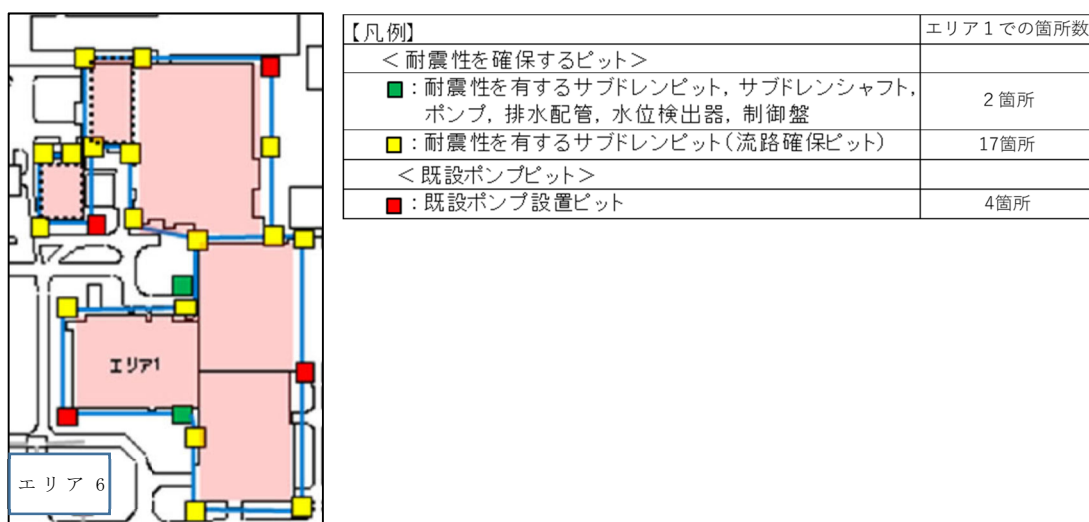 エリア1
エリア 6
【凡例】 エリア１での箇所数
＜耐震性を確保するピット＞
■：耐震性を有するサブドレンピット，サブドレンシャフト，
ポンプ，排水配管，水位検出器，制御盤 ２箇所
□：耐震性を有するサブドレンピット（流路確保ピット） 17箇所
＜既設ポンプピット＞
■：既設ポンプ設置ピット 4箇所